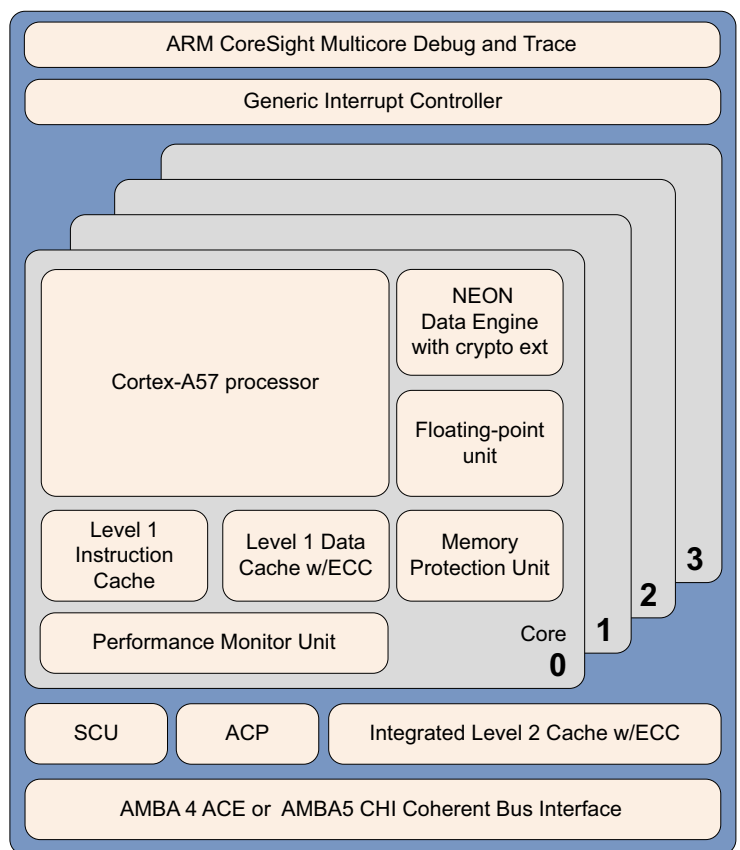 ARM CoreSight Multicore Debug and Trace
Generic Interrupt Controller
Cortex-A57 processor
NEON
Data Engine
with crypto ext
Floating-point
unit
Level 1
Instruction
Cache
Level 1 Data
Cache w/ECC
Memory
Protection Unit
Performance Monitor Unit
Core
0
1
2
3
SCU
ACP
Integrated Level 2 Cache w/ECC
AMBA 4 ACE or AMBA5 CHI Coherent Bus Interface